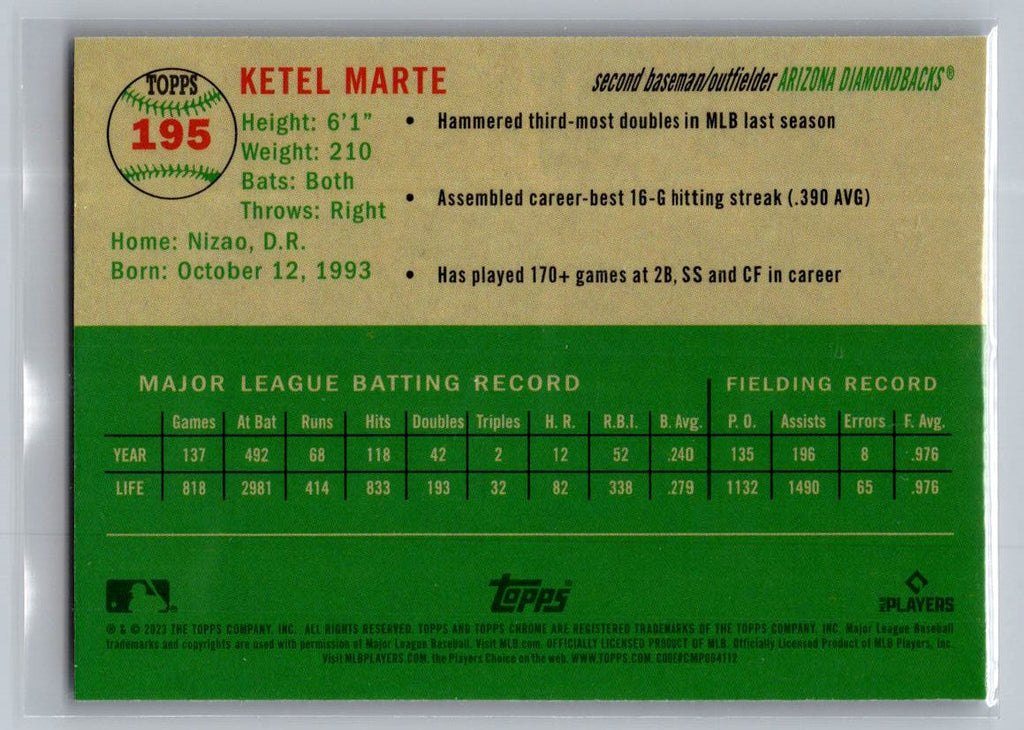 TOPPS
195
KETEL MARTE
second baseman/outfielder ARIZONA DIAMONDBACKS®
Height: 6'1"
Weight: 210
Bats: Both
Throws: Right
Home: Nizao, D.R.
Born: October 12, 1993
• Hammered third-most doubles in MLB last season
• Assembled career-best 16-G hitting streak (.390 AVG)
• Has played 170+ games at 2B, SS and CF in career
MAJOR LEAGUE BATTING RECORD FIELDING RECORD
Games At Bat Runs Hits Doubles Triples H. R. R.B.I. B. Avg. P. O. Assists Errors F. Avg.
YEAR 137 492 68 118 42 2 12 52 .240 135 196 8 .976
LIFE 818 2981 414 833 193 32 82 338 .279 1132 1490 65 .976
Topps®
MLB PLAYERS
® & © 2023 THE TOPPS COMPANY, INC. ALL RIGHTS RESERVED. TOPPS AND TOPPS CHROME ARE REGISTERED TRADEMARKS OF THE TOPPS COMPANY, INC. Major League Baseball
trademarks and copyrights are used with permission of Major League Baseball. Visit MLB.com. OFFICIALLY LICENSED PRODUCT OF MLB. Officially Licensed Product of MLB Players, Inc.
Visit MLBPLAYERS.COM, the Players Choice on the web. WWW.TOPPS.COM. CODE#CMP064112